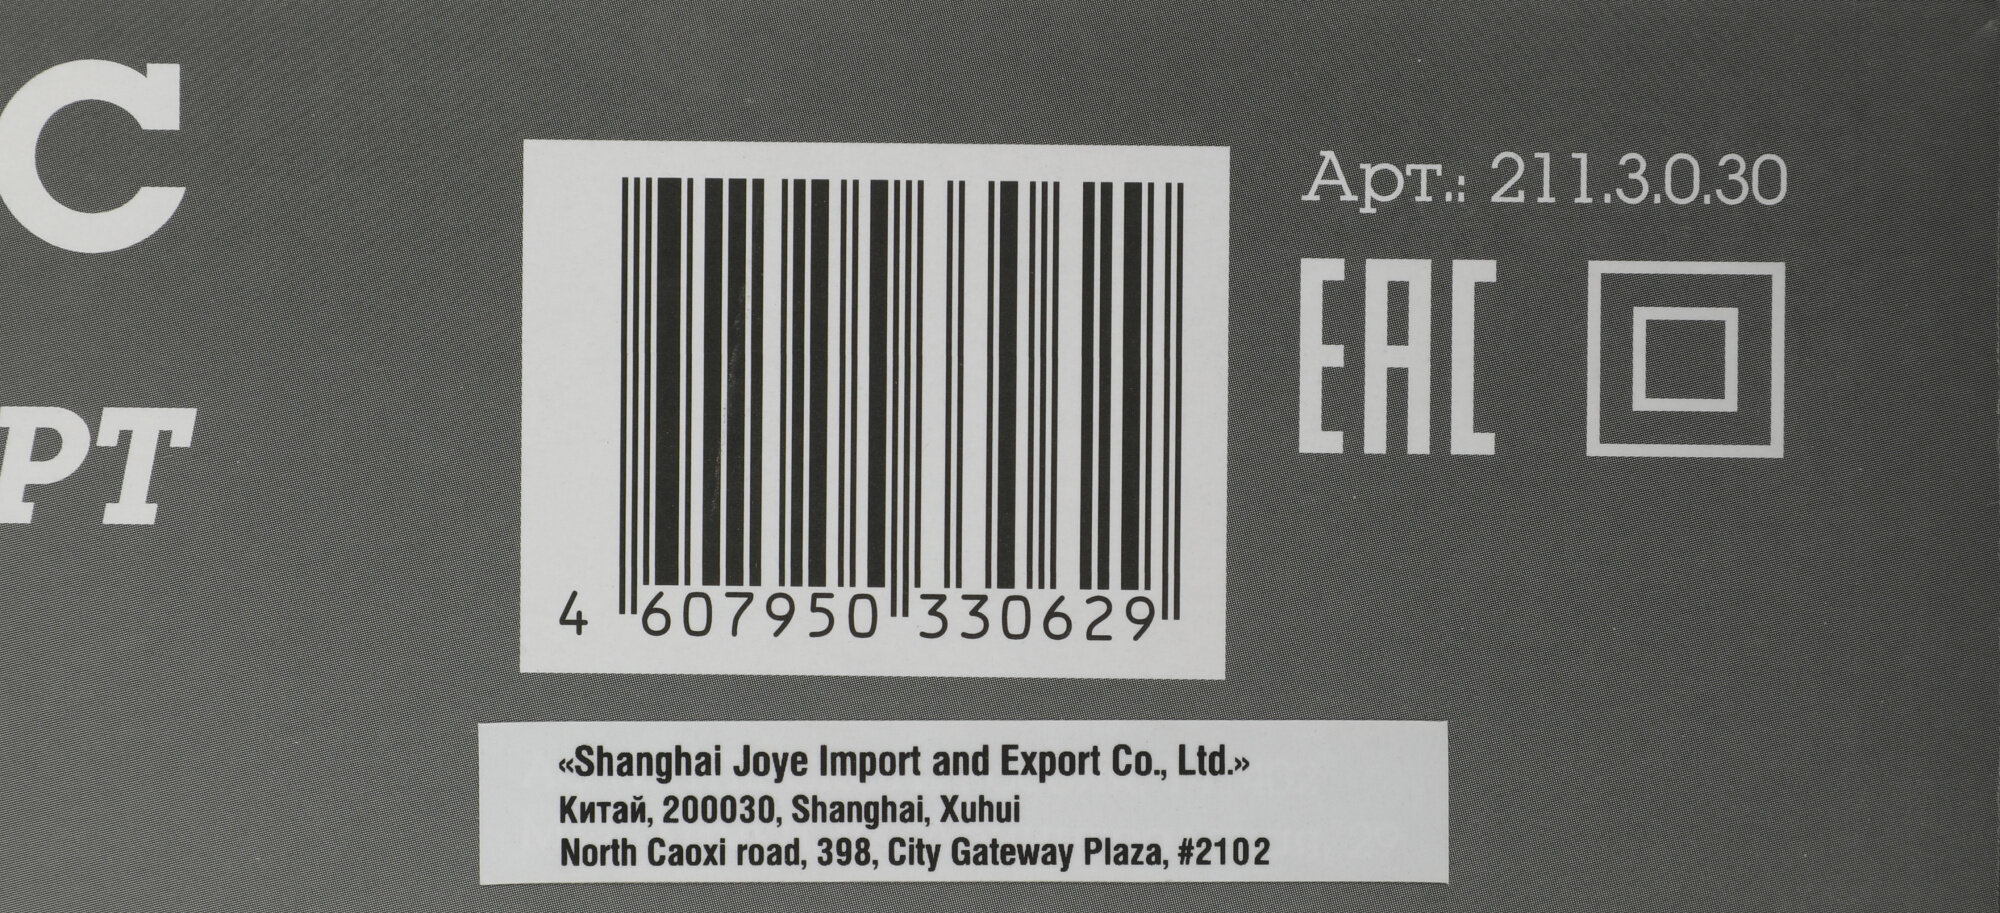 С
РТ
4 607950 330629
Арт.: 211.3.0.30
EAC
«Shanghai Joye Import and Export Co., Ltd.»
Китай, 200030, Shanghai, Xuhui
North Caoxi road, 398, City Gateway Plaza, #2102